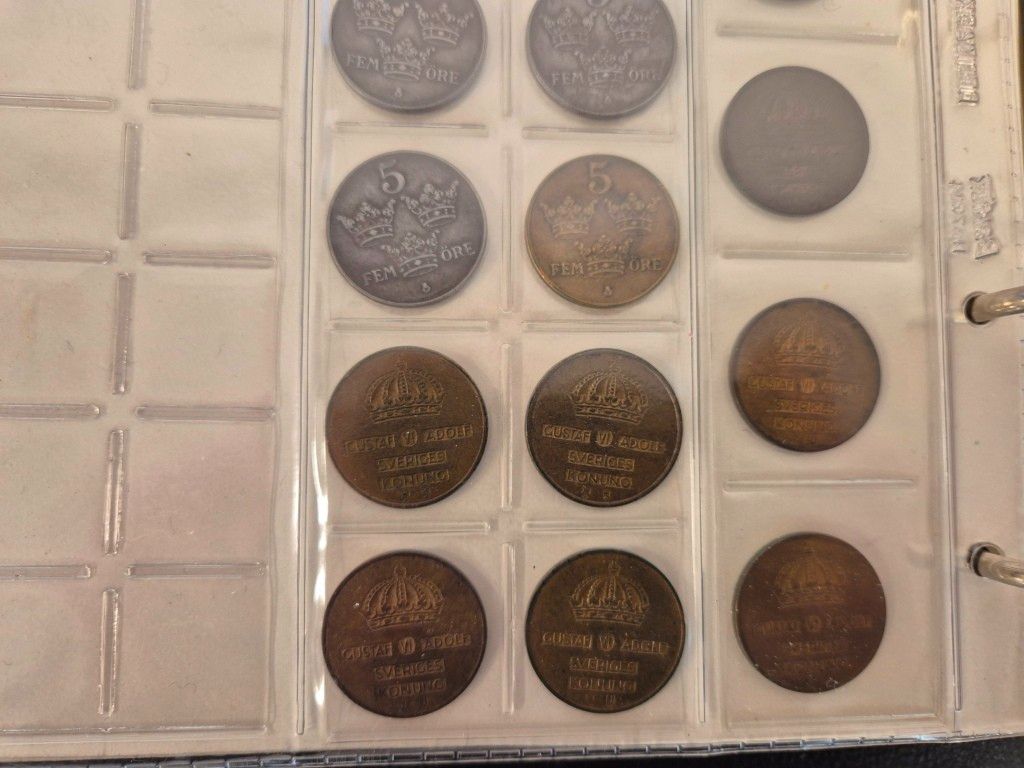 FEM ÖRE
5
FEM ÖRE
5
FEM ÖRE
5
FEM ÖRE
GUSTAF VI ADOLF
SVERIGES
KONUNG
GUSTAF VI ADOLF
SVERIGES
KONUNG
GUSTAF VI ADOLF
SVERIGES
KONUNG
GUSTAF VI ADOLF
SVERIGES
KONUNG
GUSTAF VI ADOLF
SVERIGES
KONUNG